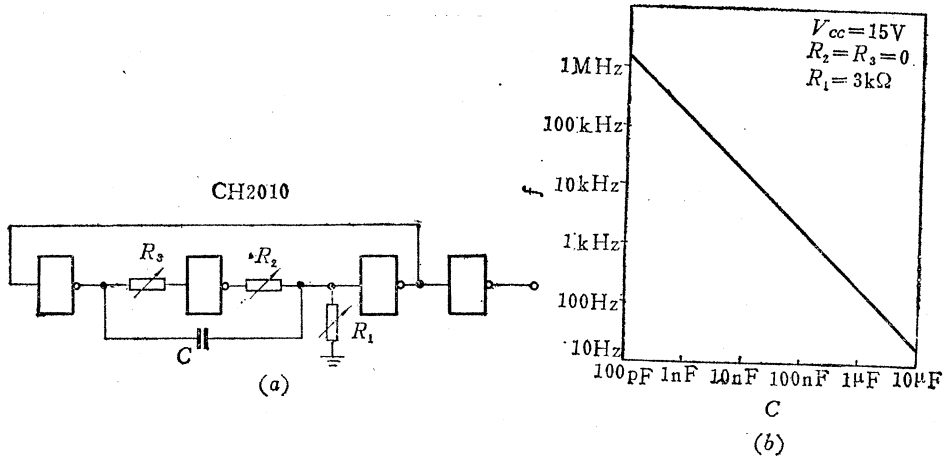 CH2010
R₃
R₂
R₁
C
(a)
V_cc=15V
R₂=R₃=0
R₁=3kΩ
1MHz
100kHz
10kHz
1kHz
100Hz
10Hz
f
100pF 1nF 10nF 100nF 1μF 10μF
C
(b)